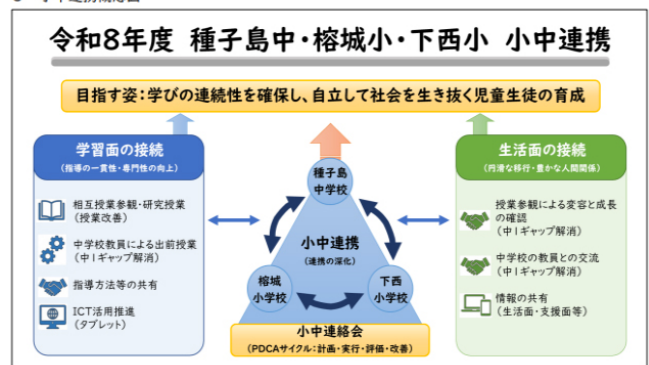 令和8年度 種子島中・榕城小・下西小 小中連携
目指す姿:学びの連続性を確保し、自立して社会を生き抜く児童生徒の育成
学習面の接続
(指導の一貫性・専門性の向上)
相互授業参観・研究授業
(授業改善)
中学校教員による出前授業
(中1ギャップ解消)
指導方法等の共有
ICT活用推進
(タブレット)
種子島
中学校
小中連携
(連携の深化)
榕城
小学校
下西
小学校
小中連絡会
(PDCAサイクル:計画・実行・評価・改善)
生活面の接続
(円滑な移行・豊かな人間関係)
授業参観による変容と成長
の確認
(中1ギャップ解消)
中学校の教員との交流
(中1ギャップ解消)
情報の共有
(生活面・支援面等)